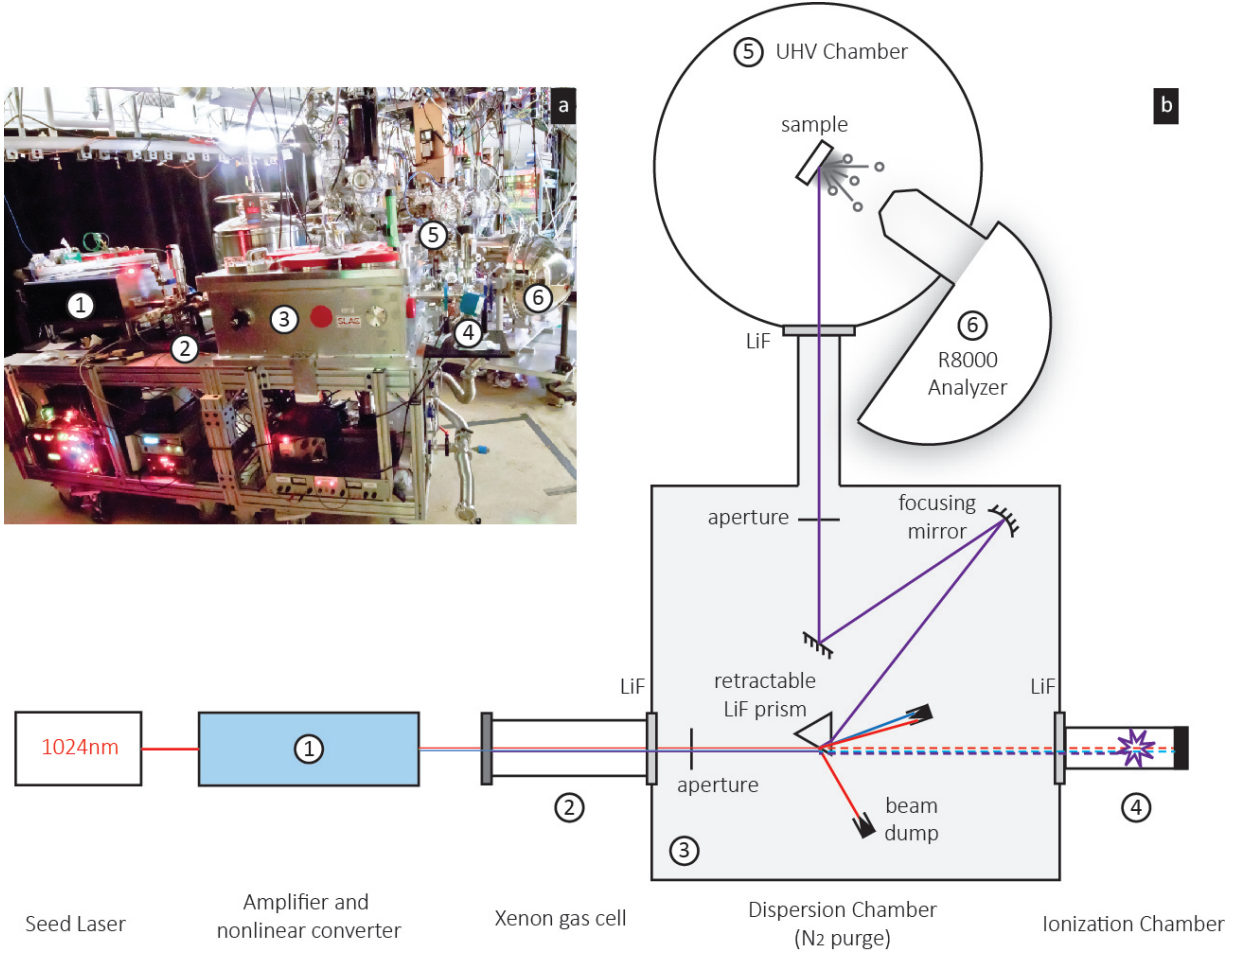 a
1
2
3
SLAC
4
5
6
b
5 UHV Chamber
sample
LiF
6
R8000
Analyzer
aperture
focusing
mirror
retractable
LiF prism
LiF
LiF
1024nm
1
aperture
beam
dump
2
3
4
Seed Laser
Amplifier and
nonlinear converter
Xenon gas cell
Dispersion Chamber
(N2 purge)
Ionization Chamber